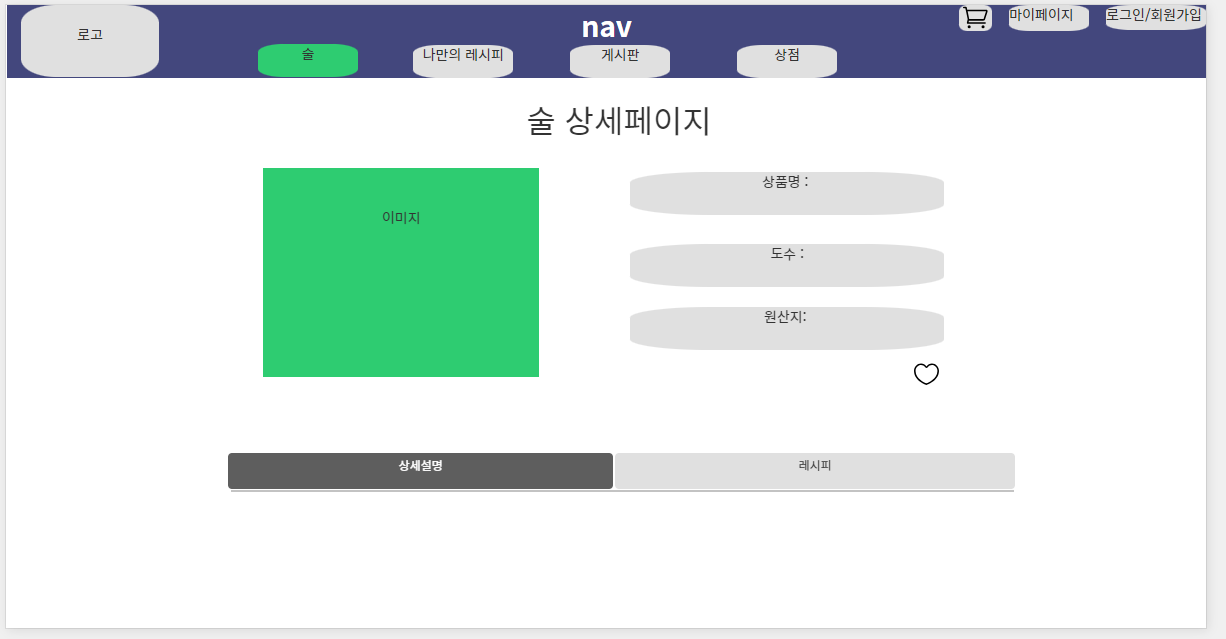 로고
nav
마이페이지
로그인/회원가입
술
나만의 레시피
게시판
상점
술 상세페이지
이미지
상품명 :
도수 :
원산지:
상세설명
레시피